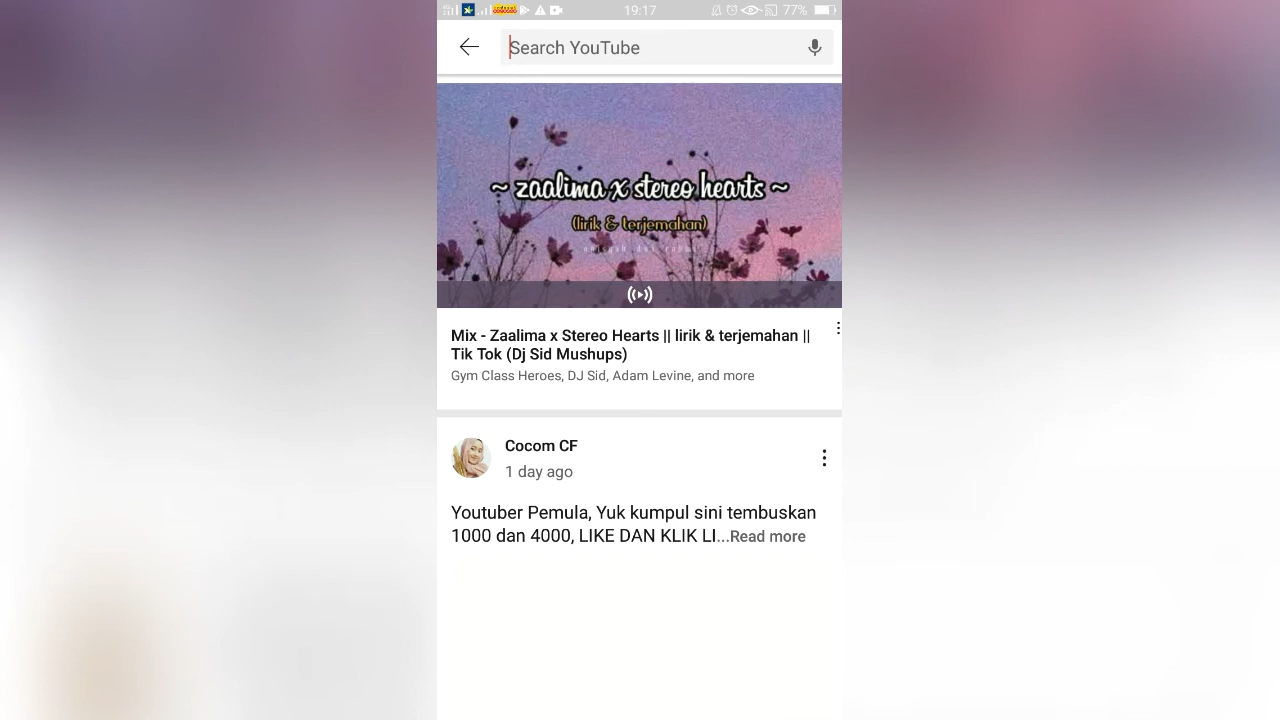 19:17
77%
Search YouTube
~ zaalima x stereo hearts ~
(lirik & terjemahan)
Mix - Zaalima x Stereo Hearts || lirik & terjemahan ||
Tik Tok (Dj Sid Mushups)
Gym Class Heroes, DJ Sid, Adam Levine, and more
Cocom CF
1 day ago
Youtuber Pemula, Yuk kumpul sini tembuskan
1000 dan 4000, LIKE DAN KLIK LI...Read more